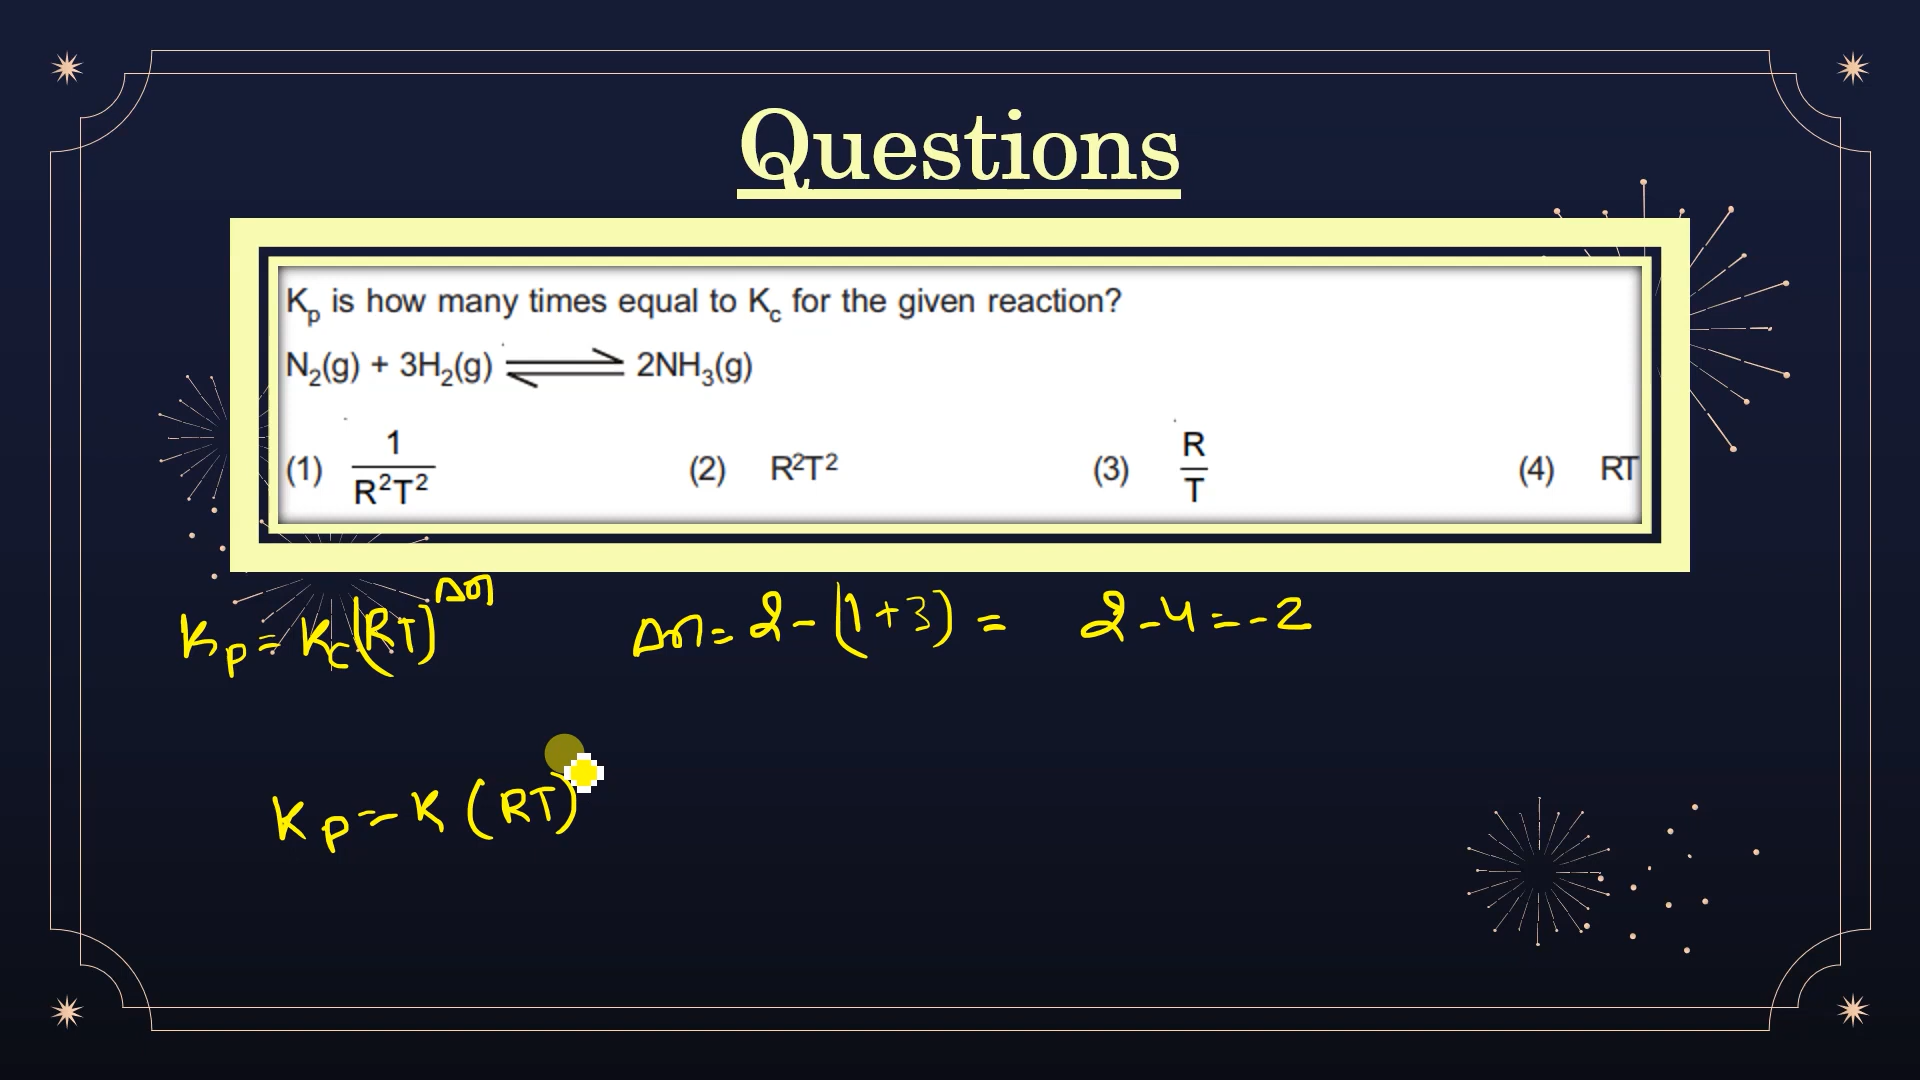 Questions
Kp is how many times equal to Kc for the given reaction?
N₂(g) + 3H₂(g) ⇌ 2NH₃(g)
(1) 1/R²T² (2) R²T² (3) R/T (4) RT
Kp = Kc(RT)^Δn Δn = 2 - (1+3) = 2-4 = -2
Kp = K (RT)